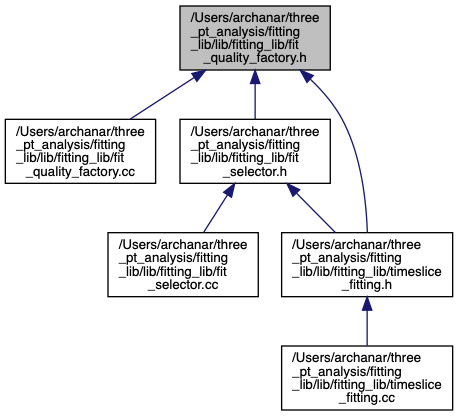 /Users/archanar/three
_pt_analysis/fitting
_lib/lib/fitting_lib/fit
_quality_factory.h
/Users/archanar/three
_pt_analysis/fitting
_lib/lib/fitting_lib/fit
_quality_factory.cc
/Users/archanar/three
_pt_analysis/fitting
_lib/lib/fitting_lib/fit
_selector.h
/Users/archanar/three
_pt_analysis/fitting
_lib/lib/fitting_lib/fit
_selector.cc
/Users/archanar/three
_pt_analysis/fitting
_lib/lib/fitting_lib/timeslice
_fitting.h
/Users/archanar/three
_pt_analysis/fitting
_lib/lib/fitting_lib/timeslice
_fitting.cc